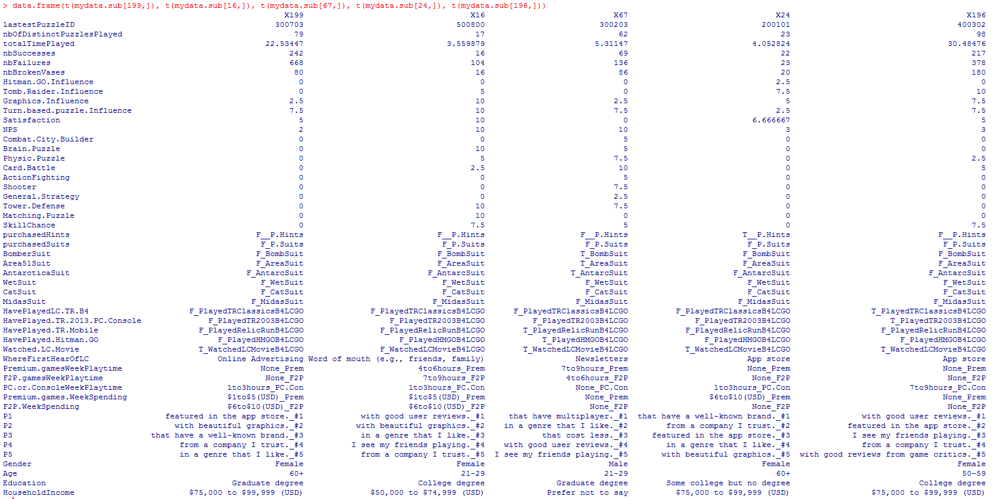 > data.frame(t(mydata.sub[199,]), t(mydata.sub[16,]), t(mydata.sub[67,]), t(mydata.sub[24,]), t(mydata.sub[196,]))
X199 X16 X67 X24 X196
lastestPuzzleID 300703 500800 300203 200101 400302
nbOfDistinctPuzzlesPlayed 79 17 62 23 98
totalTimePlayed 22.53447 3.559879 5.31147 4.052824 30.48476
nbSuccesses 242 16 69 22 217
nbFailures 668 104 136 23 378
nbBrokenVases 80 16 86 20 180
Hitman.GO.Influence 0 0 0 2.5 0
Tomb.Raider.Influence 0 5 0 7.5 10
Graphics.Influence 2.5 10 2.5 5 7.5
Turn.based.puzzle.Influence 7.5 10 7.5 2.5 7.5
Satisfaction 5 10 0 6.666667 5
NPS 2 10 10 3 3
Combat.City.Builder 0 0 5 0 0
Brain.Puzzle 0 10 5 0 0
Physic.Puzzle 0 5 7.5 0 2.5
Card.Battle 0 2.5 10 0 5
ActionFighting 0 0 5 0 0
Shooter 0 0 7.5 0 0
General.Strategy 0 0 2.5 0 0
Tower.Defense 0 10 7.5 0 0
Matching.Puzzle 0 10 0 0 0
SkillChance 0 7.5 5 0 7.5
purchasedHints F__P.Hints F__P.Hints F__P.Hints T__P.Hints F__P.Hints
purchasedSuits F_P.Suits F_P.Suits F_P.Suits F_P.Suits F_P.Suits
BomberSuit F_BombSuit F_BombSuit T_BombSuit F_BombSuit F_BombSuit
Area51Suit F_AreaSuit F_AreaSuit T_AreaSuit F_AreaSuit F_AreaSuit
AntarcticaSuit F_AntarcSuit F_AntarcSuit T_AntarcSuit F_AntarcSuit F_AntarcSuit
WetSuit F_WetSuit F_WetSuit F_WetSuit F_WetSuit F_WetSuit
CatSuit F_CatSuit F_CatSuit F_CatSuit F_CatSuit F_CatSuit
MidasSuit F_MidasSuit F_MidasSuit F_MidasSuit F_MidasSuit F_MidasSuit
HavePlayedLC.TR.B4 F_PlayedTRClassicsB4LCGO F_PlayedTRClassicsB4LCGO F_PlayedTRClassicsB4LCGO F_PlayedTRClassicsB4LCGO T_PlayedTRClassicsB4LCGO
HavePlayed.TR.2013.PC.Console F_PlayedTR2003B4LCGO F_PlayedTR2003B4LCGO F_PlayedTR2003B4LCGO F_PlayedTR2003B4LCGO T_PlayedTR2003B4LCGO
HavePlayed.TR.Mobile F_PlayedRelicRunB4LCGO F_PlayedRelicRunB4LCGO T_PlayedRelicRunB4LCGO F_PlayedRelicRunB4LCGO F_PlayedRelicRunB4LCGO
HavePlayed.Hitman.GO F_PlayedHMGOB4LCGO F_PlayedHMGOB4LCGO T_PlayedHMGOB4LCGO F_PlayedHMGOB4LCGO F_PlayedHMGOB4LCGO
Watched.LC.Movie T_WatchedLCMovieB4LCGO F_WatchedLCMovieB4LCGO T_WatchedLCMovieB4LCGO T_WatchedLCMovieB4LCGO T_WatchedLCMovieB4LCGO
WhereFirstHearOfLC Online Advertising Word of mouth (e.g., friends, family) Newsletters App store App store
Premium.gamesWeekPlaytime None_Prem 4to6hours_Prem 7to9hours_Prem None_Prem None_Prem
F2P.gamesWeekPlaytime None_F2P 7to9hours_F2P 4to6hours_F2P None_F2P None_F2P
PC.or.ConsoleWeekPlaytime 1to3hours_PC.Con 1to3hours_PC.Con None_PC.Con 1to3hours_PC.Con 7to9hours_PC.Con
Premium.games.WeekSpending $1to$5(USD)_Prem $1to$5(USD)_Prem None_Prem $6to$10(USD)_Prem None_Prem
F2P.WeekSpending $6to$10(USD)_F2P $6to$10(USD)_F2P None_F2P None_F2P None_F2P
P1 featured in the app store._#1 with good user reviews._#1 that have multiplayer._#1 that have a well-known brand._#1 with good user reviews._#1
P2 with beautiful graphics._#2 with beautiful graphics._#2 in a genre that I like._#2 from a company I trust._#2 featured in the app store._#2
P3 that have a well-known brand._#3 in a genre that I like._#3 that cost less._#3 featured in the app store._#3 I see my friends playing._#3
P4 from a company I trust._#4 I see my friends playing._#4 with good user reviews._#4 in a genre that I like._#4 from a company I trust._#4
P5 in a genre that I like._#5 from a company I trust._#5 I see my friends playing._#5 with beautiful graphics._#5 with good reviews from game critics._#5
Gender Female Female Male Female Female
Age 60+ 21-29 21-29 60+ 50-59
Education Graduate degree College degree Graduate degree Some college but no degree College degree
HouseholdIncome $75,000 to $99,999 (USD) $50,000 to $74,999 (USD) Prefer not to say $75,000 to $99,999 (USD) $75,000 to $99,999 (USD)